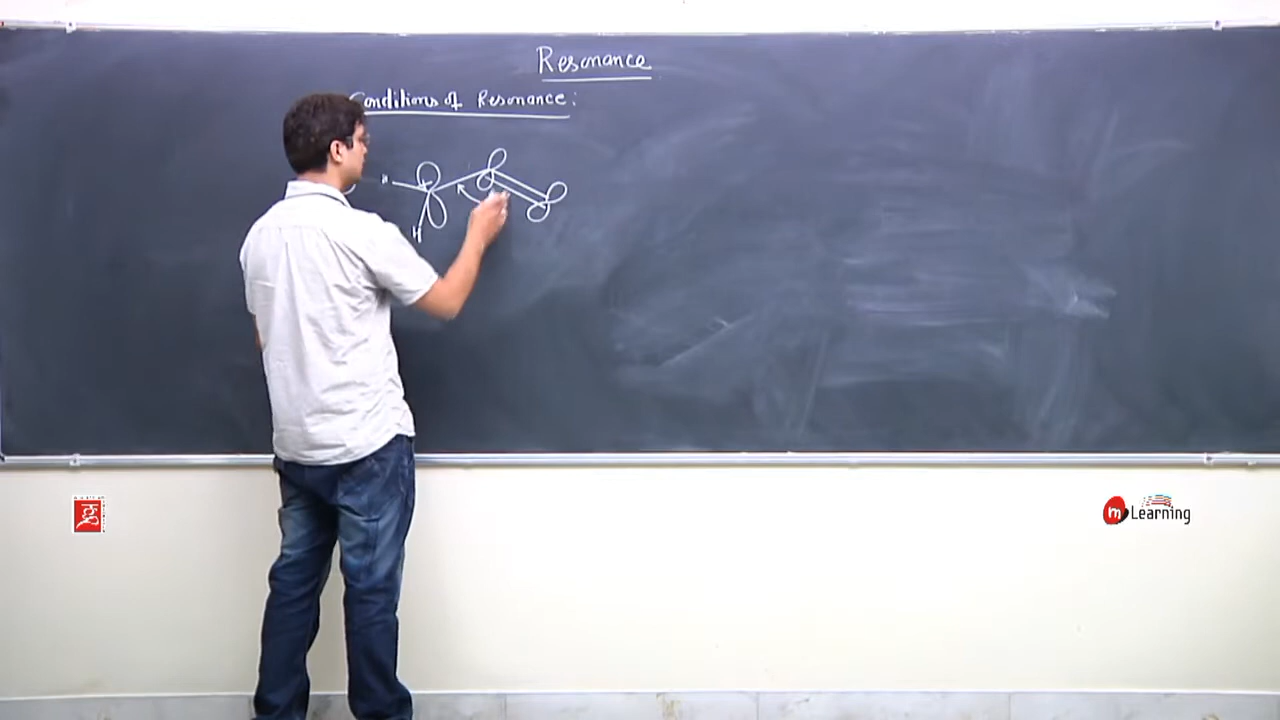 Resonance
Conditions of Resonance:
H
H
m Learning